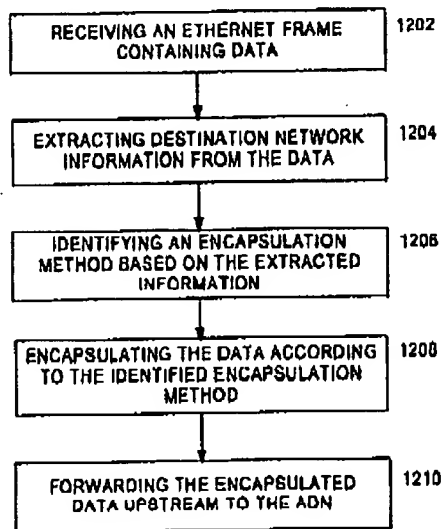 RECEIVING AN ETHERNET FRAME
CONTAINING DATA
1202
EXTRACTING DESTINATION NETWORK
INFORMATION FROM THE DATA
1204
IDENTIFYING AN ENCAPSULATION
METHOD BASED ON THE EXTRACTED
INFORMATION
1206
ENCAPSULATING THE DATA ACCORDING
TO THE IDENTIFIED ENCAPSULATION
METHOD
1208
FORWARDING THE ENCAPSULATED
DATA UPSTREAM TO THE ADN
1210